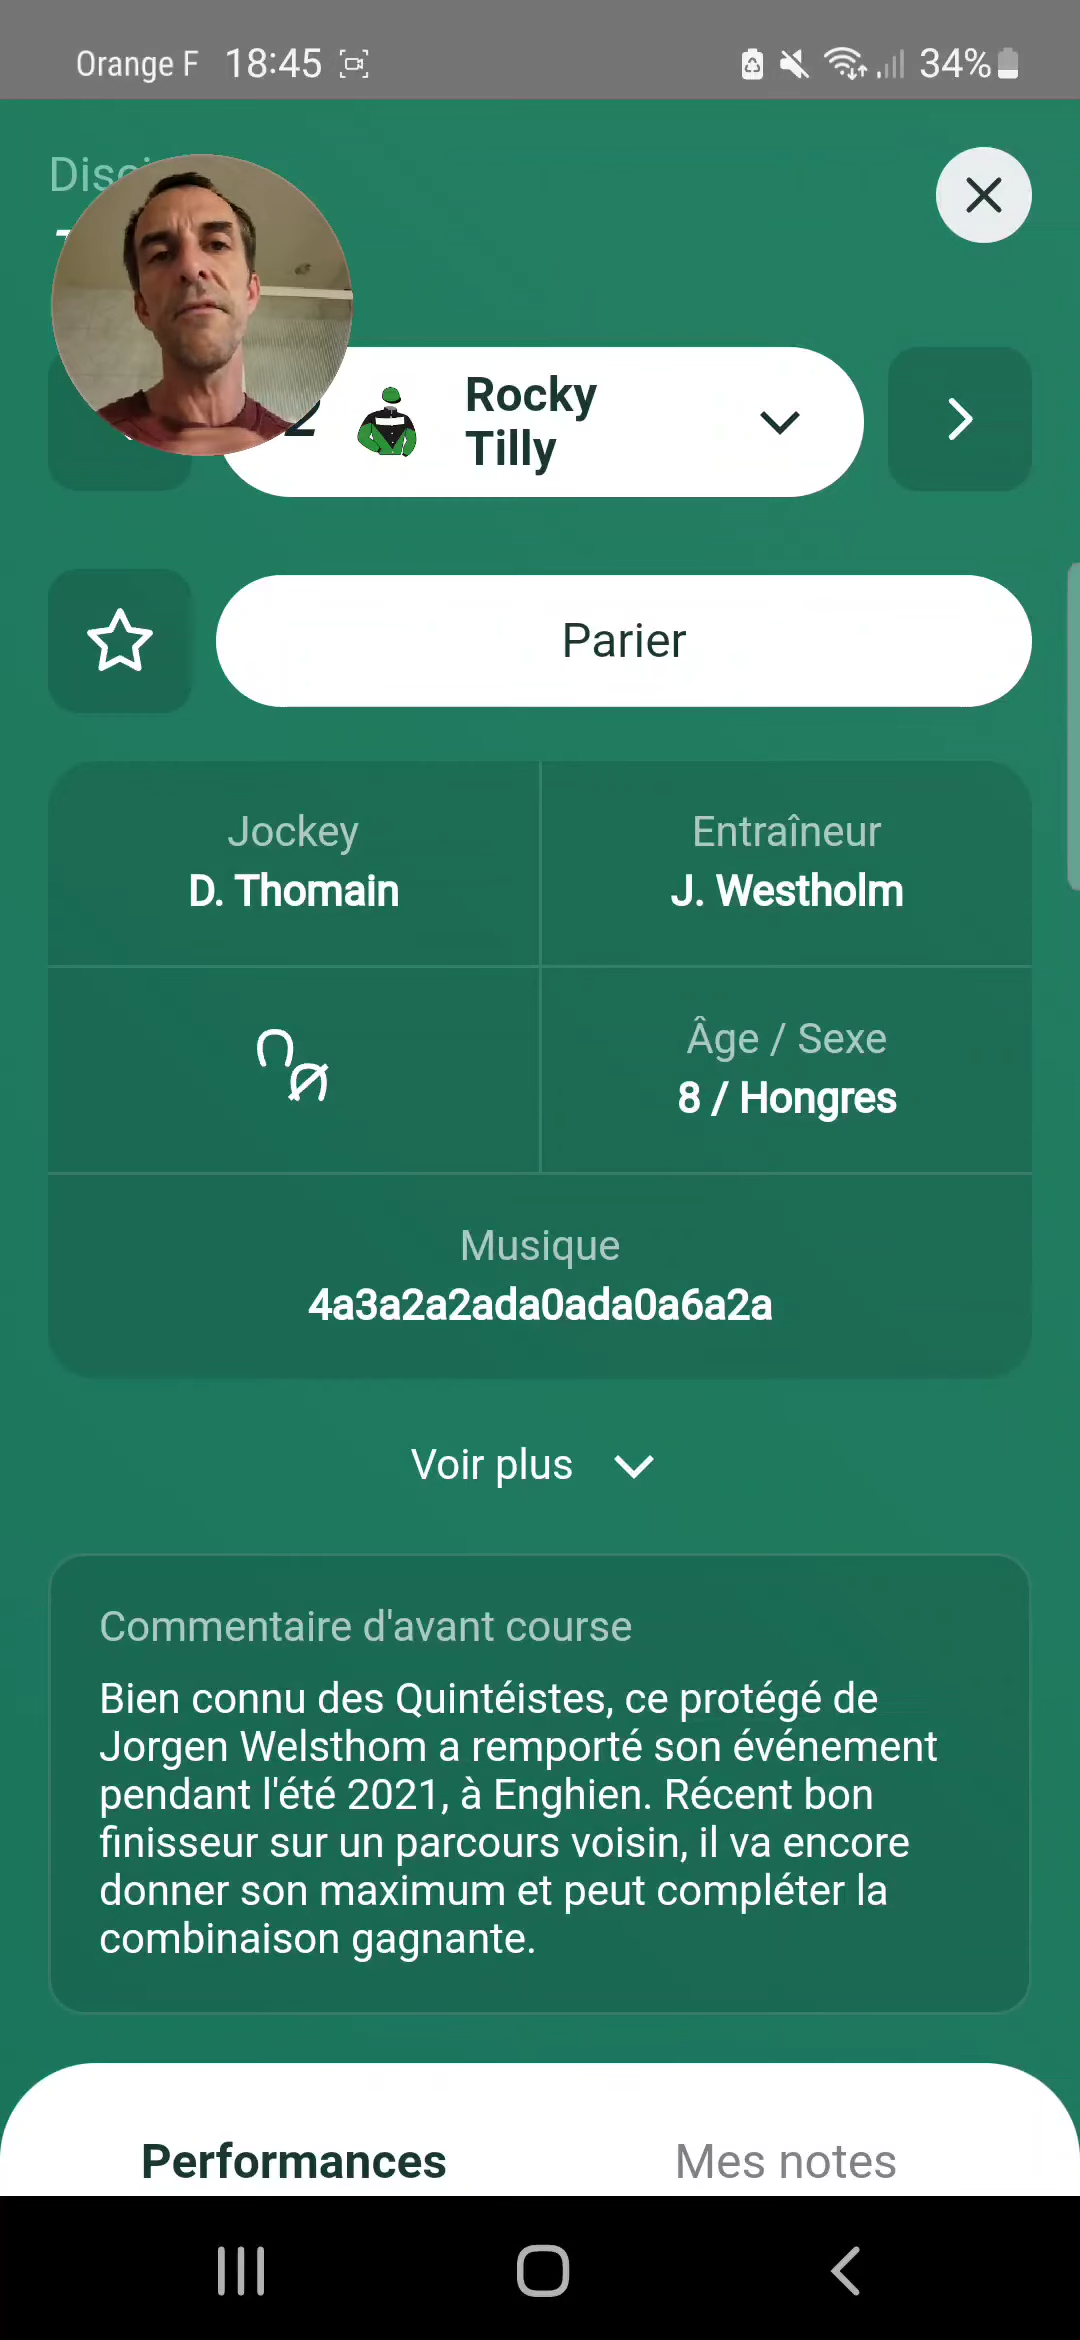 Orange F 18:45 34%
2 Rocky
Tilly
Parier
Jockey Entraîneur
D. Thomain J. Westholm
Âge / Sexe
8 / Hongres
Musique
4a3a2a2ada0ada0a6a2a
Voir plus
Commentaire d'avant course
Bien connu des Quintéistes, ce protégé de
Jorgen Welsthom a remporté son événement
pendant l'été 2021, à Enghien. Récent bon
finisseur sur un parcours voisin, il va encore
donner son maximum et peut compléter la
combinaison gagnante.
Performances Mes notes